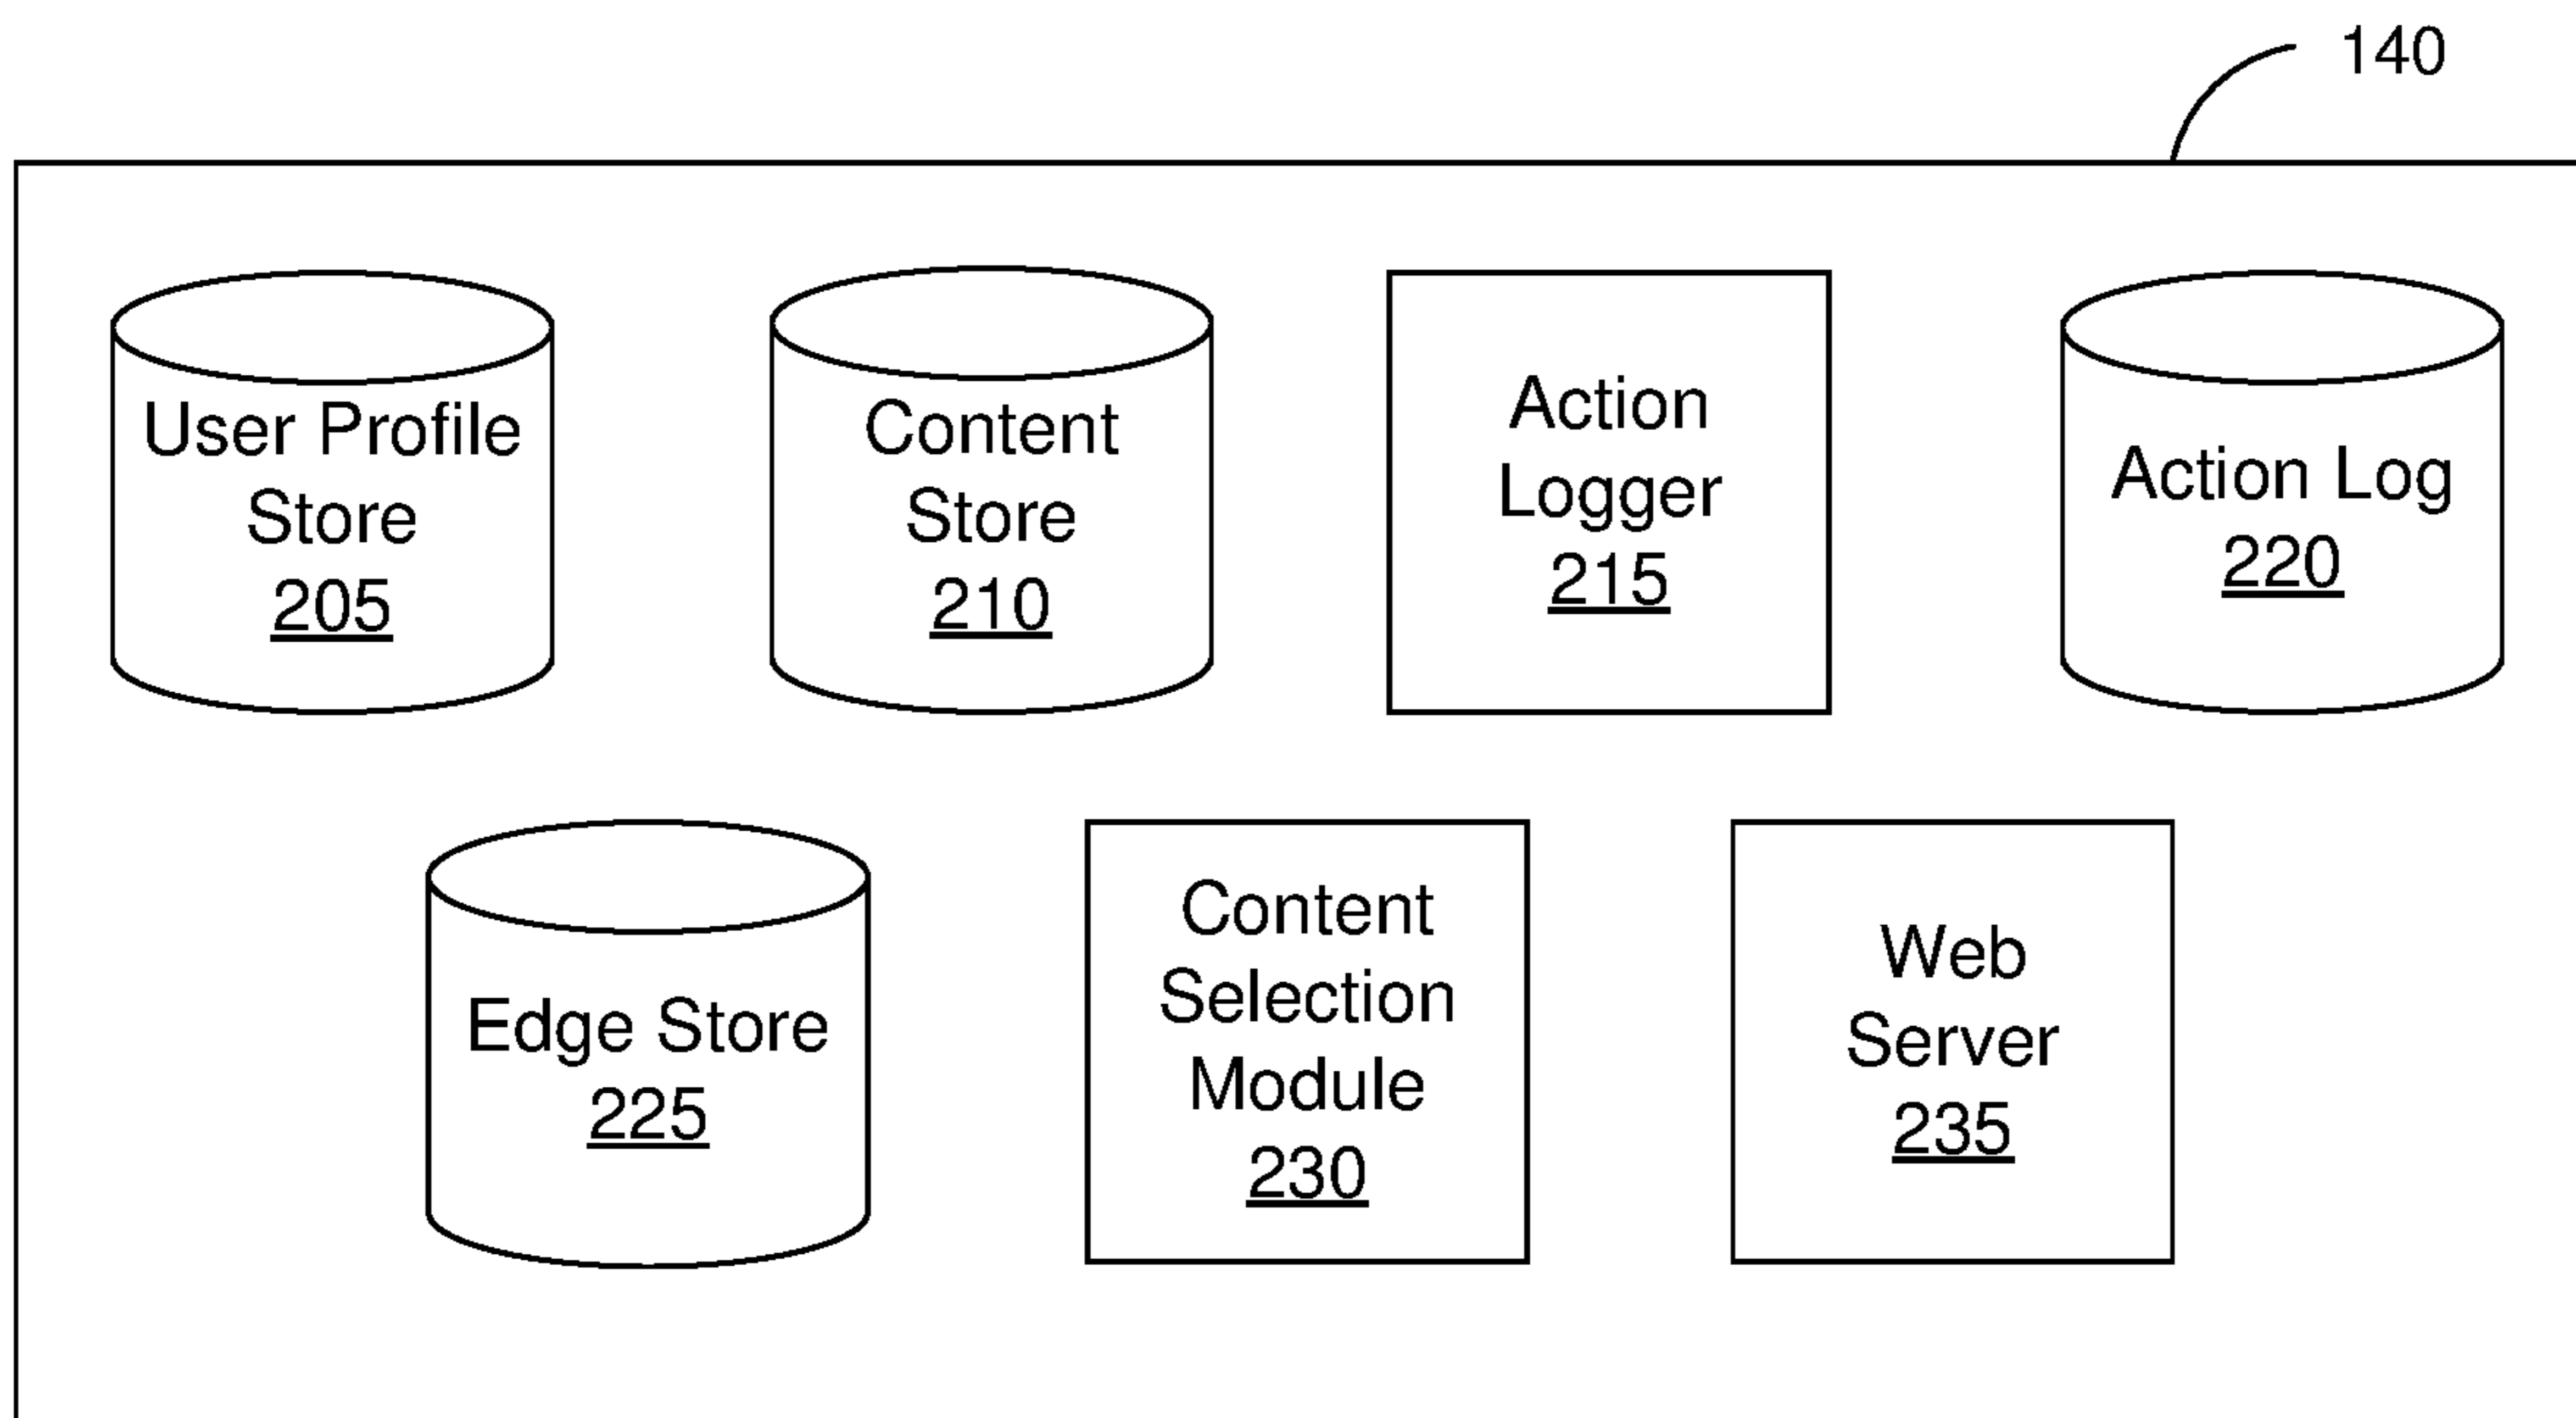 140
User Profile
Store
205
Content
Store
210
Action
Logger
215
Action Log
220
Edge Store
225
Content
Selection
Module
230
Web
Server
235